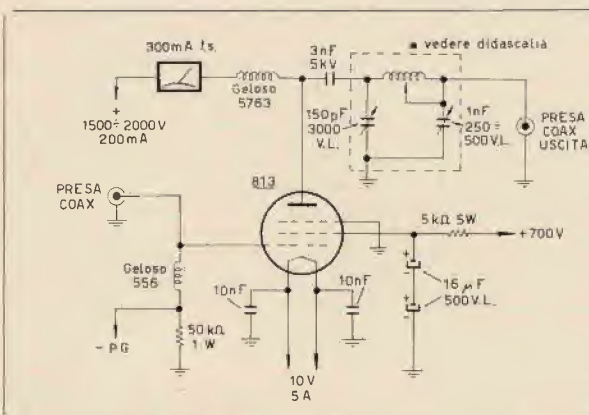 300mA f.s.
Geloso
5763
3nF
5kV
■ vedere didascalia
+
1500÷2000V
200mA
150pF
3000
V.L.
1nF
250÷
500V.L.
PRESA
COAX
USCITA
PRESA
COAX
813
5kΩ 5W
+700V
Geloso
556
10nF
10nF
+
-
16µF
500V.L.
+
-
-PG
50kΩ
1W
10V
5A